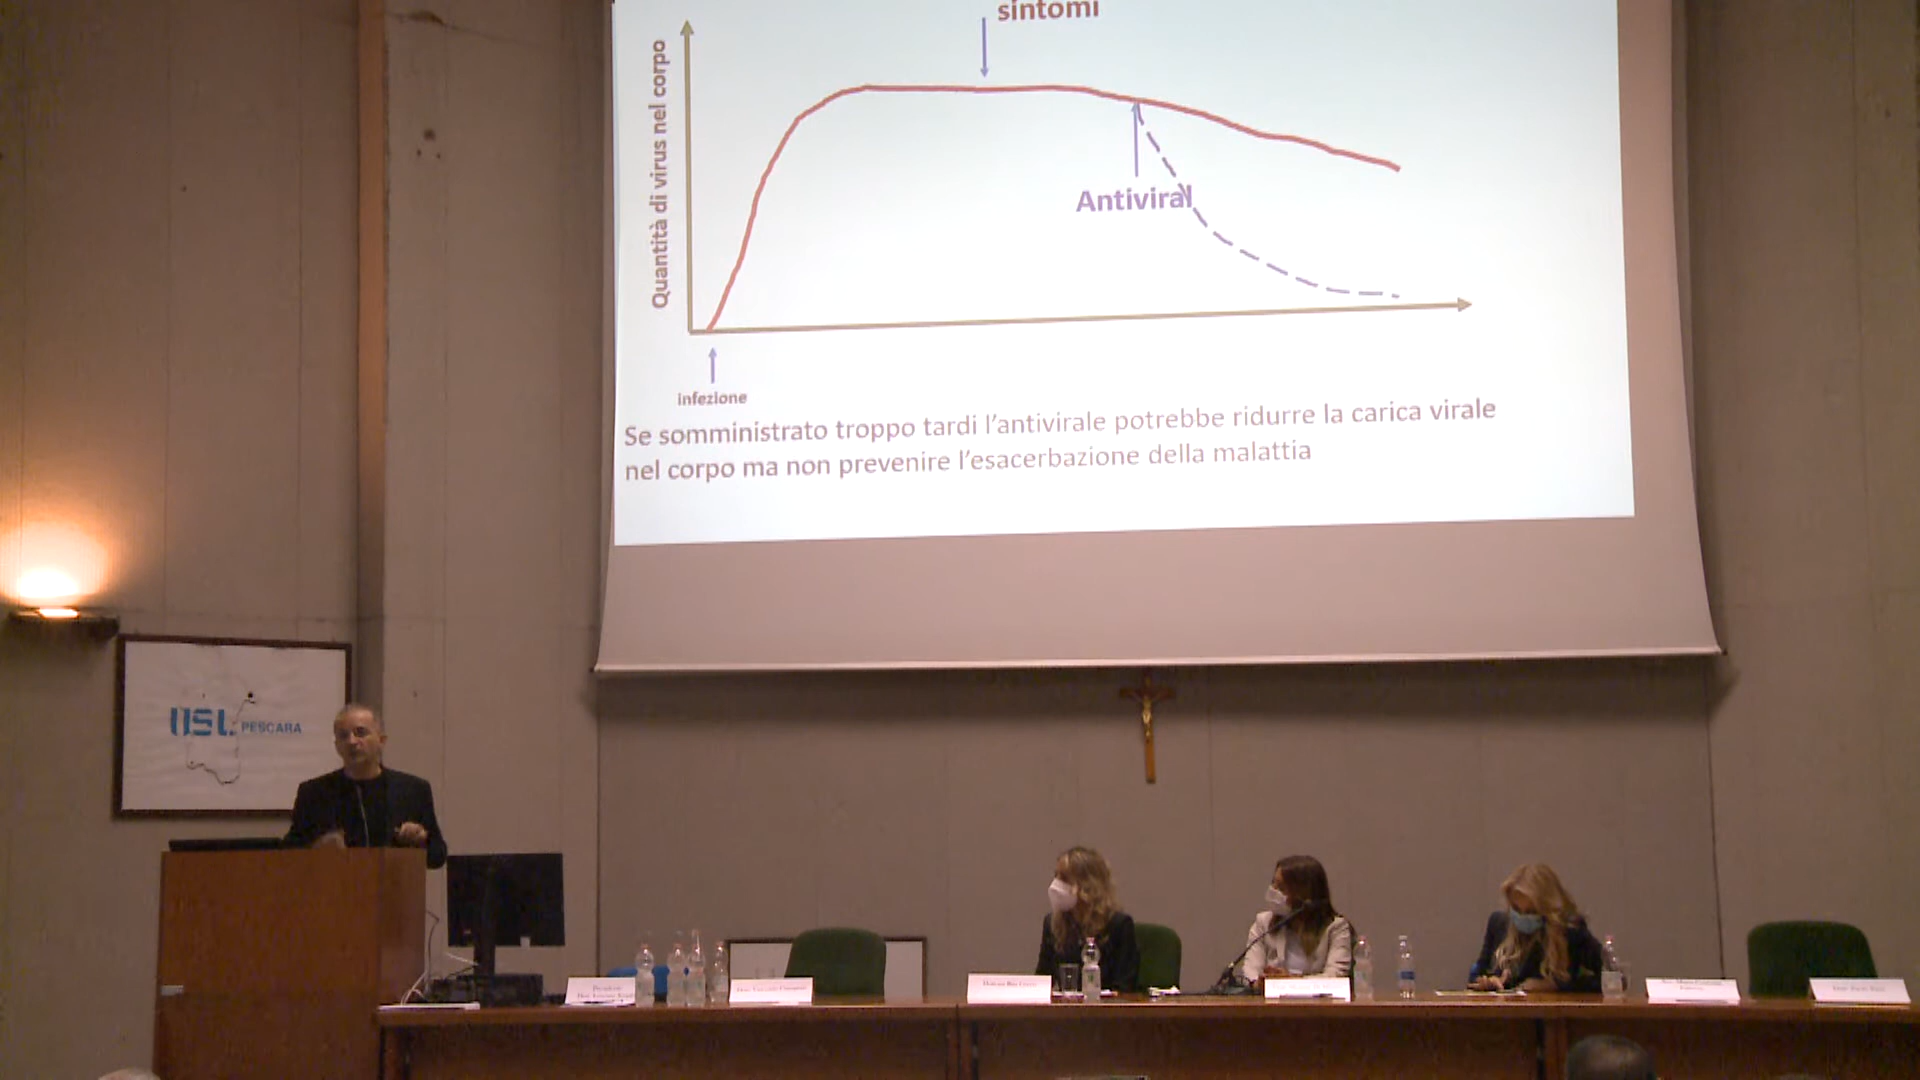 sintomi
Quantità di virus nel corpo
Antiviral
infezione
Se somministrato troppo tardi l'antivirale potrebbe ridurre la carica virale
nel corpo ma non prevenire l'esacerbazione della malattia
USL PESCARA